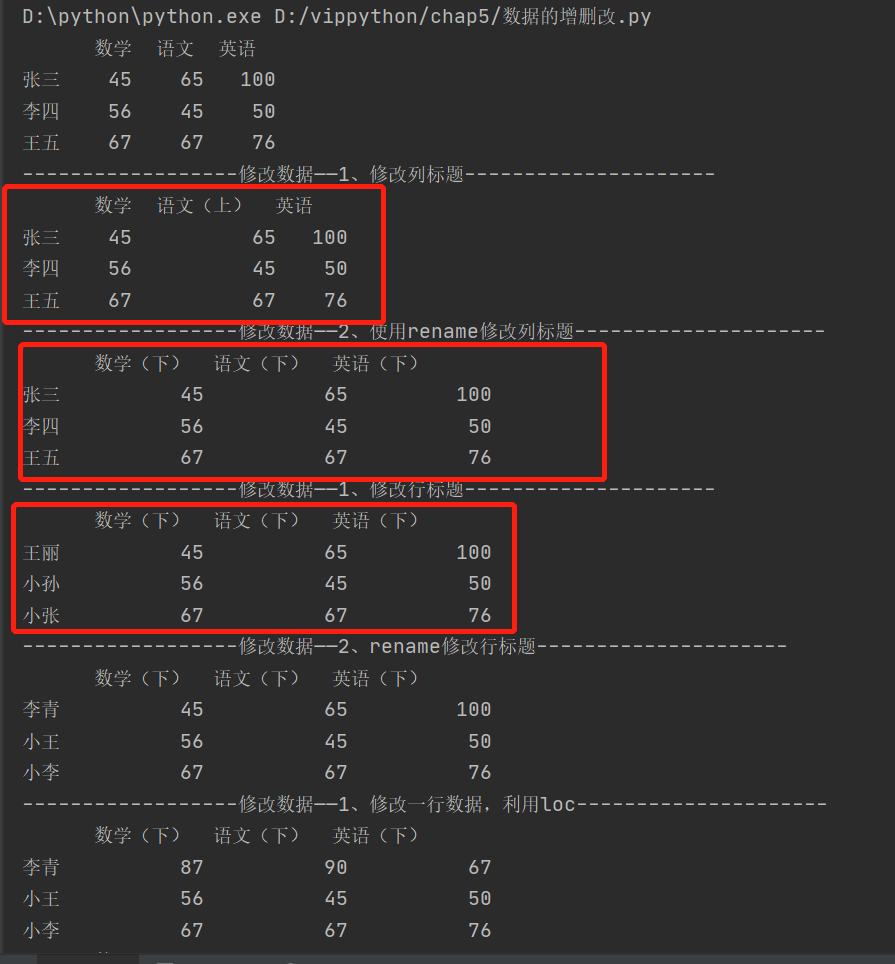 D:\python\python.exe D:/vippython/chap5/数据的增删改.py
数学 语文 英语
张三 45 65 100
李四 56 45 50
王五 67 67 76
------------------修改数据——1、修改列标题---------------------
数学 语文（上） 英语
张三 45 65 100
李四 56 45 50
王五 67 67 76
------------------修改数据——2、使用rename修改列标题---------------------
数学（下） 语文（下） 英语（下）
张三 45 65 100
李四 56 45 50
王五 67 67 76
------------------修改数据——1、修改行标题---------------------
数学（下） 语文（下） 英语（下）
王丽 45 65 100
小孙 56 45 50
小张 67 67 76
------------------修改数据——2、rename修改行标题---------------------
数学（下） 语文（下） 英语（下）
李青 45 65 100
小王 56 45 50
小李 67 67 76
------------------修改数据——1、修改一行数据，利用loc---------------------
数学（下） 语文（下） 英语（下）
李青 87 90 67
小王 56 45 50
小李 67 67 76